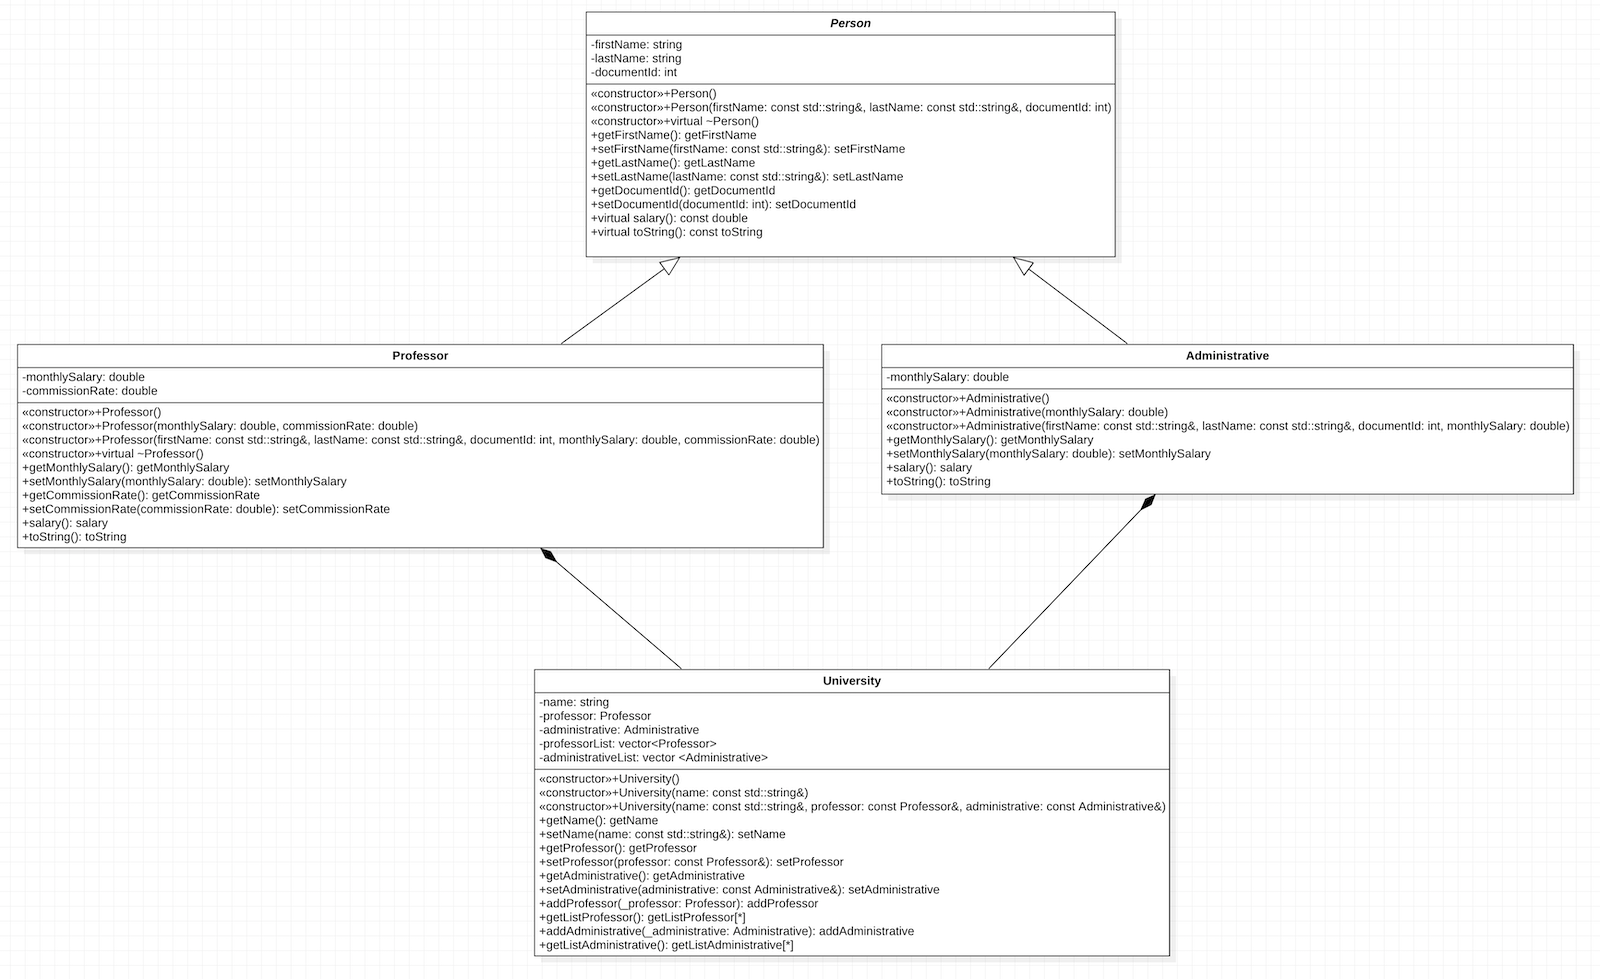 Person
-firstName: string
-lastName: string
-documentId: int
«constructor»+Person()
«constructor»+Person(firstName: const std::string&, lastName: const std::string&, documentId: int)
«constructor»+virtual ~Person()
+getFirstName(): getFirstName
+setFirstName(firstName: const std::string&): setFirstName
+getLastName(): getLastName
+setLastName(lastName: const std::string&): setLastName
+getDocumentId(): getDocumentId
+setDocumentId(documentId: int): setDocumentId
+virtual salary(): const double
+virtual toString(): const toString
Professor
-monthlySalary: double
-commissionRate: double
«constructor»+Professor()
«constructor»+Professor(monthlySalary: double, commissionRate: double)
«constructor»+Professor(firstName: const std::string&, lastName: const std::string&, documentId: int, monthlySalary: double, commissionRate: double)
«constructor»+virtual ~Professor()
+getMonthlySalary(): getMonthlySalary
+setMonthlySalary(monthlySalary: double): setMonthlySalary
+getCommissionRate(): getCommissionRate
+setCommissionRate(commissionRate: double): setCommissionRate
+salary(): salary
+toString(): toString
Administrative
-monthlySalary: double
«constructor»+Administrative()
«constructor»+Administrative(monthlySalary: double)
«constructor»+Administrative(firstName: const std::string&, lastName: const std::string&, documentId: int, monthlySalary: double)
+getMonthlySalary(): getMonthlySalary
+setMonthlySalary(monthlySalary: double): setMonthlySalary
+salary(): salary
+toString(): toString
University
-name: string
-professor: Professor
-administrative: Administrative
-professorList: vector<Professor>
-administrativeList: vector <Administrative>
«constructor»+University()
«constructor»+University(name: const std::string&)
«constructor»+University(name: const std::string&, professor: const Professor&, administrative: const Administrative&)
+getName(): getName
+setName(name: const std::string&): setName
+getProfessor(): getProfessor
+setProfessor(professor: const Professor&): setProfessor
+getAdministrative(): getAdministrative
+setAdministrative(administrative: const Administrative&): setAdministrative
+addProfessor(_professor: Professor): addProfessor
+getListProfessor(): getListProfessor[*]
+addAdministrative(_administrative: Administrative): addAdministrative
+getListAdministrative(): getListAdministrative[*]